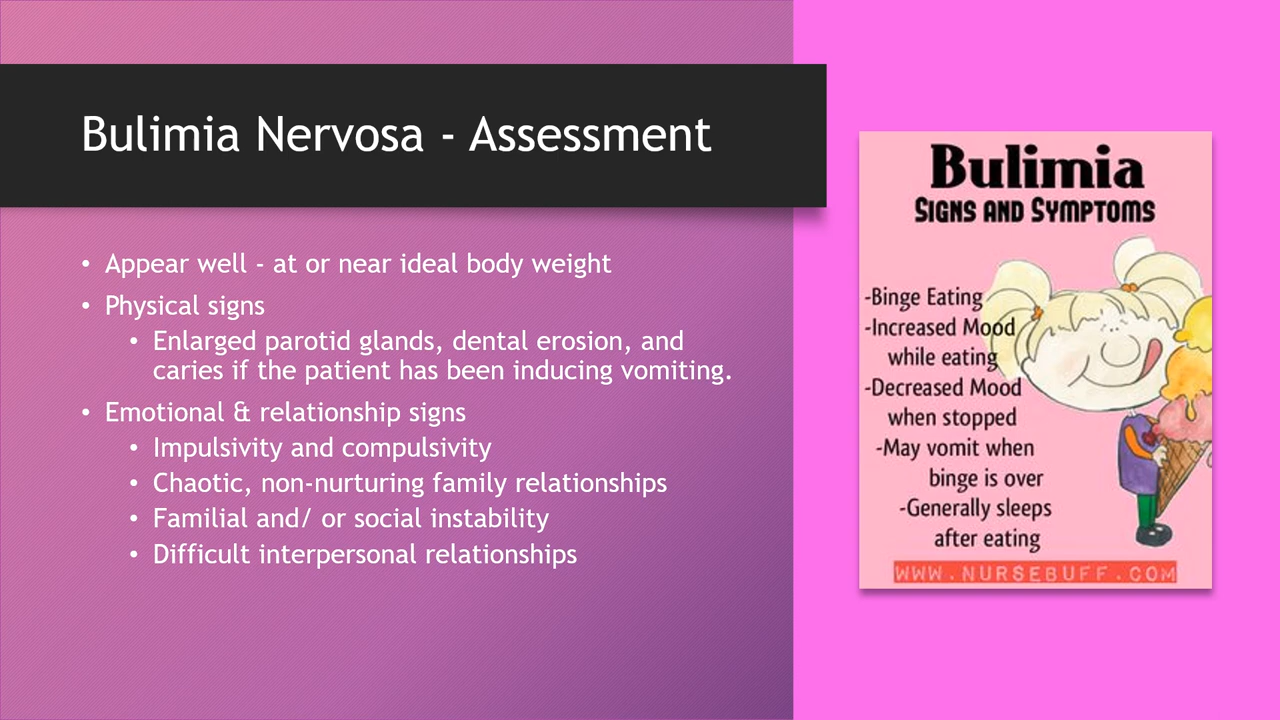 Bulimia Nervosa - Assessment
• Appear well - at or near ideal body weight
• Physical signs
• Enlarged parotid glands, dental erosion, and
caries if the patient has been inducing vomiting.
• Emotional & relationship signs
• Impulsivity and compulsivity
• Chaotic, non-nurturing family relationships
• Familial and/ or social instability
• Difficult interpersonal relationships
Bulimia
Signs and Symptoms
-Binge Eating
-Increased Mood
while eating
-Decreased Mood
when stopped
-May vomit when
binge is over
-Generally sleeps
after eating
WWW.NURSEBUFF.COM